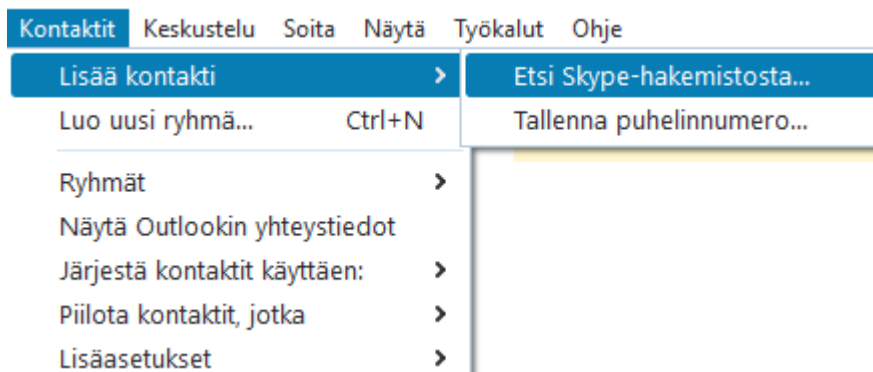 Kontaktit Keskustelu Soita Näytä Työkalut Ohje
Lisää kontakti Etsi Skype-hakemistosta...
Luo uusi ryhmä... Ctrl+N Tallenna puhelinnumero...
Ryhmät
Näytä Outlookin yhteystiedot
Järjestä kontaktit käyttäen:
Piilota kontaktit, jotka
Lisäasetukset